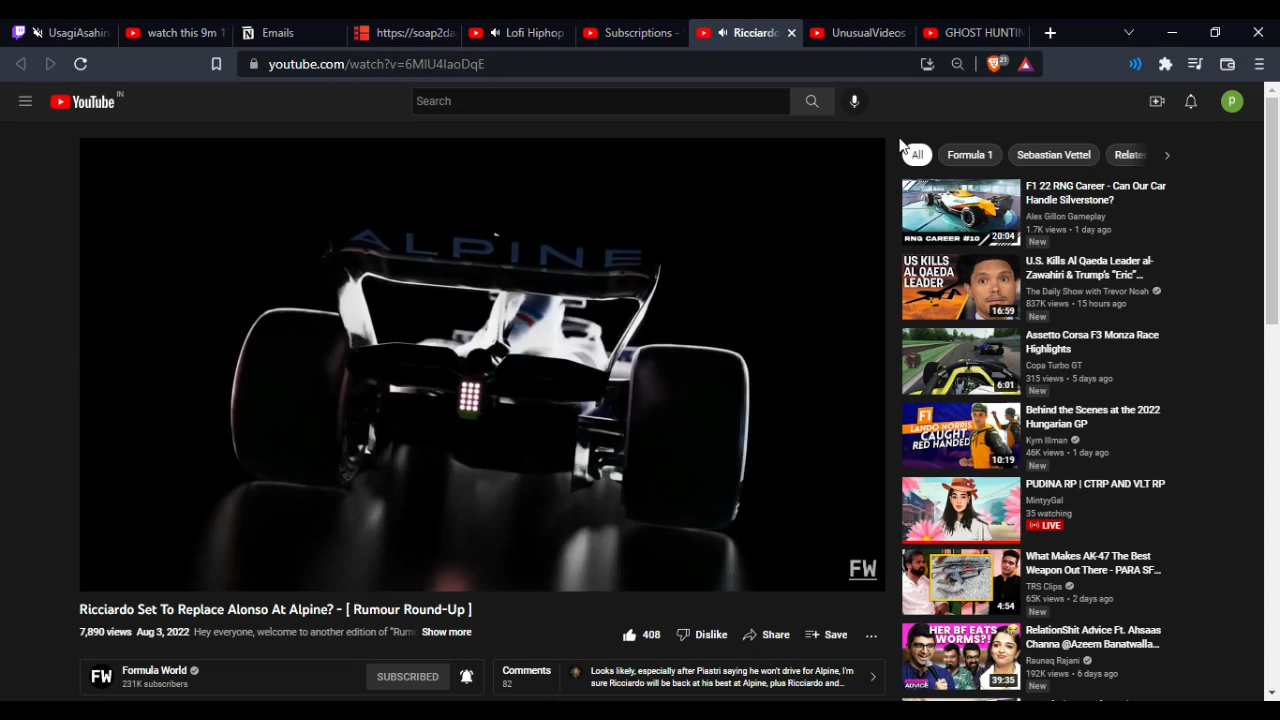 UsagiAsahin
watch this 9m 1
Emails
https://soap2da
Lofi Hiphop
Subscriptions -
Ricciardo
UnusualVideos
GHOST HUNTIN
youtube.com/watch?v=6MIU4IaoDqE
21
YouTube IN
Search
p
ALPINE
FW
Ricciardo Set To Replace Alonso At Alpine? - [ Rumour Round-Up ]
7,890 views Aug 3, 2022 Hey everyone, welcome to another edition of "Rumo Show more
408 Dislike Share Save
FW
Formula World
231K subscribers
SUBSCRIBED
Comments
82
Looks likely, especially after Piastri said he won't drive for Alpine, I'm
sure Ricciardo will be back at his best at Alpine, plus Ricciardo and...
All Formula 1 Sebastian Vettel Related
RNG CAREER #10
20:04
F1 22 RNG Career - Can Our Car
Handle Silverstone?
Alex Gillon Gameplay
1.7K views • 1 day ago
New
US KILLS
AL QAEDA
LEADER
16:59
U.S. Kills Al Qaeda Leader al-
Zawahiri & Trump's "Eric"...
The Daily Show with Trevor Noah
837K views • 15 hours ago
New
6:01
Assetto Corsa F3 Monza Race
Highlights
Copa Turbo GT
315 views • 5 days ago
New
F1
LANDO NORRIS
CAUGHT
RED HANDED
10:19
Behind the Scenes at the 2022
Hungarian GP
Kym Illman
46K views • 1 day ago
New
PUDINA RP | CTRP AND VLT RP
MintyyGal
35 watching
LIVE
4:54
What Makes AK-47 The Best
Weapon Out There - PARA SF...
TRS Clips
65K views • 2 days ago
New
HER BF EATS
WORMS?!
ADVICE
39:35
RelationShit Advice Ft. Ahsaas
Channa @Azeem Banatwalla...
Raunaq Rajani
192K views • 6 days ago
New